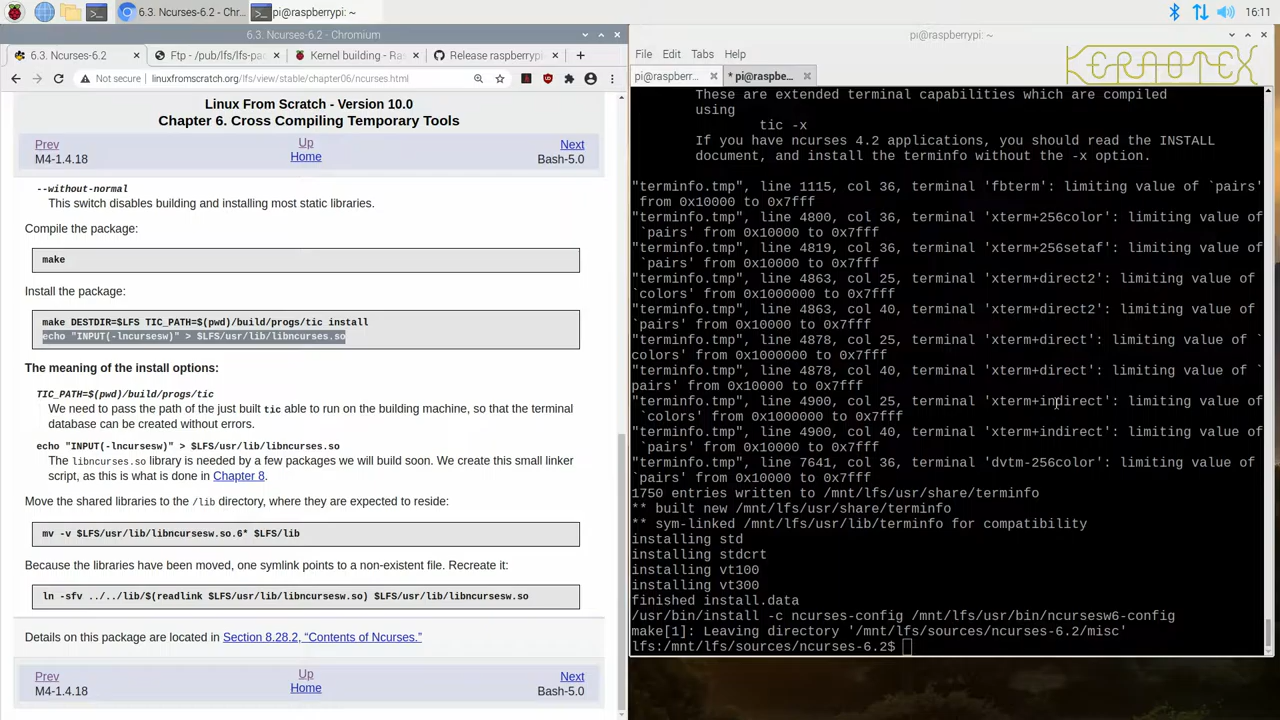 6.3. Ncurses-6.2 - Chro...
pi@raspberrypi: ~
16:11
6.3. Ncurses-6.2 - Chromium
pi@raspberrypi: ~
6.3. Ncurses-6.2
Ftp - /pub/lfs/lfs-pac
Kernel building - Ras
Release raspberrypi-
Not secure
linuxfromscratch.org/lfs/view/stable/chapter06/ncurses.html
File Edit Tabs Help
pi@raspberr...
* pi@raspbe...
KERAOTEX
Linux From Scratch - Version 10.0
Chapter 6. Cross Compiling Temporary Tools
Prev
Up
Next
M4-1.4.18
Home
Bash-5.0
--without-normal
This switch disables building and installing most static libraries.
Compile the package:
make
Install the package:
make DESTDIR=$LFS TIC_PATH=$(pwd)/build/progs/tic install
echo "INPUT(-lncursesw)" > $LFS/usr/lib/libncurses.so
The meaning of the install options:
TIC_PATH=$(pwd)/build/progs/tic
We need to pass the path of the just built tic able to run on the building machine, so that the terminal
database can be created without errors.
echo "INPUT(-lncursesw)" > $LFS/usr/lib/libncurses.so
The libncurses.so library is needed by a few packages we will build soon. We create this small linker
script, as this is what is done in Chapter 8.
Move the shared libraries to the /lib directory, where they are expected to reside:
mv -v $LFS/usr/lib/libncursesw.so.6* $LFS/lib
Because the libraries have been moved, one symlink points to a non-existent file. Recreate it:
ln -sfv ../../lib/$(readlink $LFS/usr/lib/libncursesw.so) $LFS/usr/lib/libncursesw.so
Details on this package are located in Section 8.28.2, “Contents of Ncurses.”
Prev
Up
Next
M4-1.4.18
Home
Bash-5.0
These are extended terminal capabilities which are compiled
using
tic -x
If you have ncurses 4.2 applications, you should read the INSTALL
document, and install the terminfo without the -x option.
"terminfo.tmp", line 1115, col 36, terminal 'fbterm': limiting value of `pairs'
from 0x10000 to 0x7fff
"terminfo.tmp", line 4800, col 36, terminal 'xterm+256color': limiting value of
`pairs' from 0x10000 to 0x7fff
"terminfo.tmp", line 4819, col 36, terminal 'xterm+256setaf': limiting value of
`pairs' from 0x10000 to 0x7fff
"terminfo.tmp", line 4863, col 25, terminal 'xterm+direct2': limiting value of
`colors' from 0x1000000 to 0x7fff
"terminfo.tmp", line 4863, col 40, terminal 'xterm+direct2': limiting value of
`pairs' from 0x10000 to 0x7fff
"terminfo.tmp", line 4878, col 25, terminal 'xterm+direct': limiting value of `
colors' from 0x1000000 to 0x7fff
"terminfo.tmp", line 4878, col 40, terminal 'xterm+direct': limiting value of `
pairs' from 0x10000 to 0x7fff
"terminfo.tmp", line 4900, col 25, terminal 'xterm+indirect': limiting value of
`colors' from 0x1000000 to 0x7fff
"terminfo.tmp", line 4900, col 40, terminal 'xterm+indirect': limiting value of
`pairs' from 0x10000 to 0x7fff
"terminfo.tmp", line 7641, col 36, terminal 'dvtm-256color': limiting value of
`pairs' from 0x10000 to 0x7fff
1750 entries written to /mnt/lfs/usr/share/terminfo
** built new /mnt/lfs/usr/share/terminfo
** sym-linked /mnt/lfs/usr/lib/terminfo for compatibility
installing std
installing stdcrt
installing vt100
installing vt300
finished install.data
/usr/bin/install -c ncurses-config /mnt/lfs/usr/bin/ncursesw6-config
make[1]: Leaving directory '/mnt/lfs/sources/ncurses-6.2/misc'
lfs:/mnt/lfs/sources/ncurses-6.2$